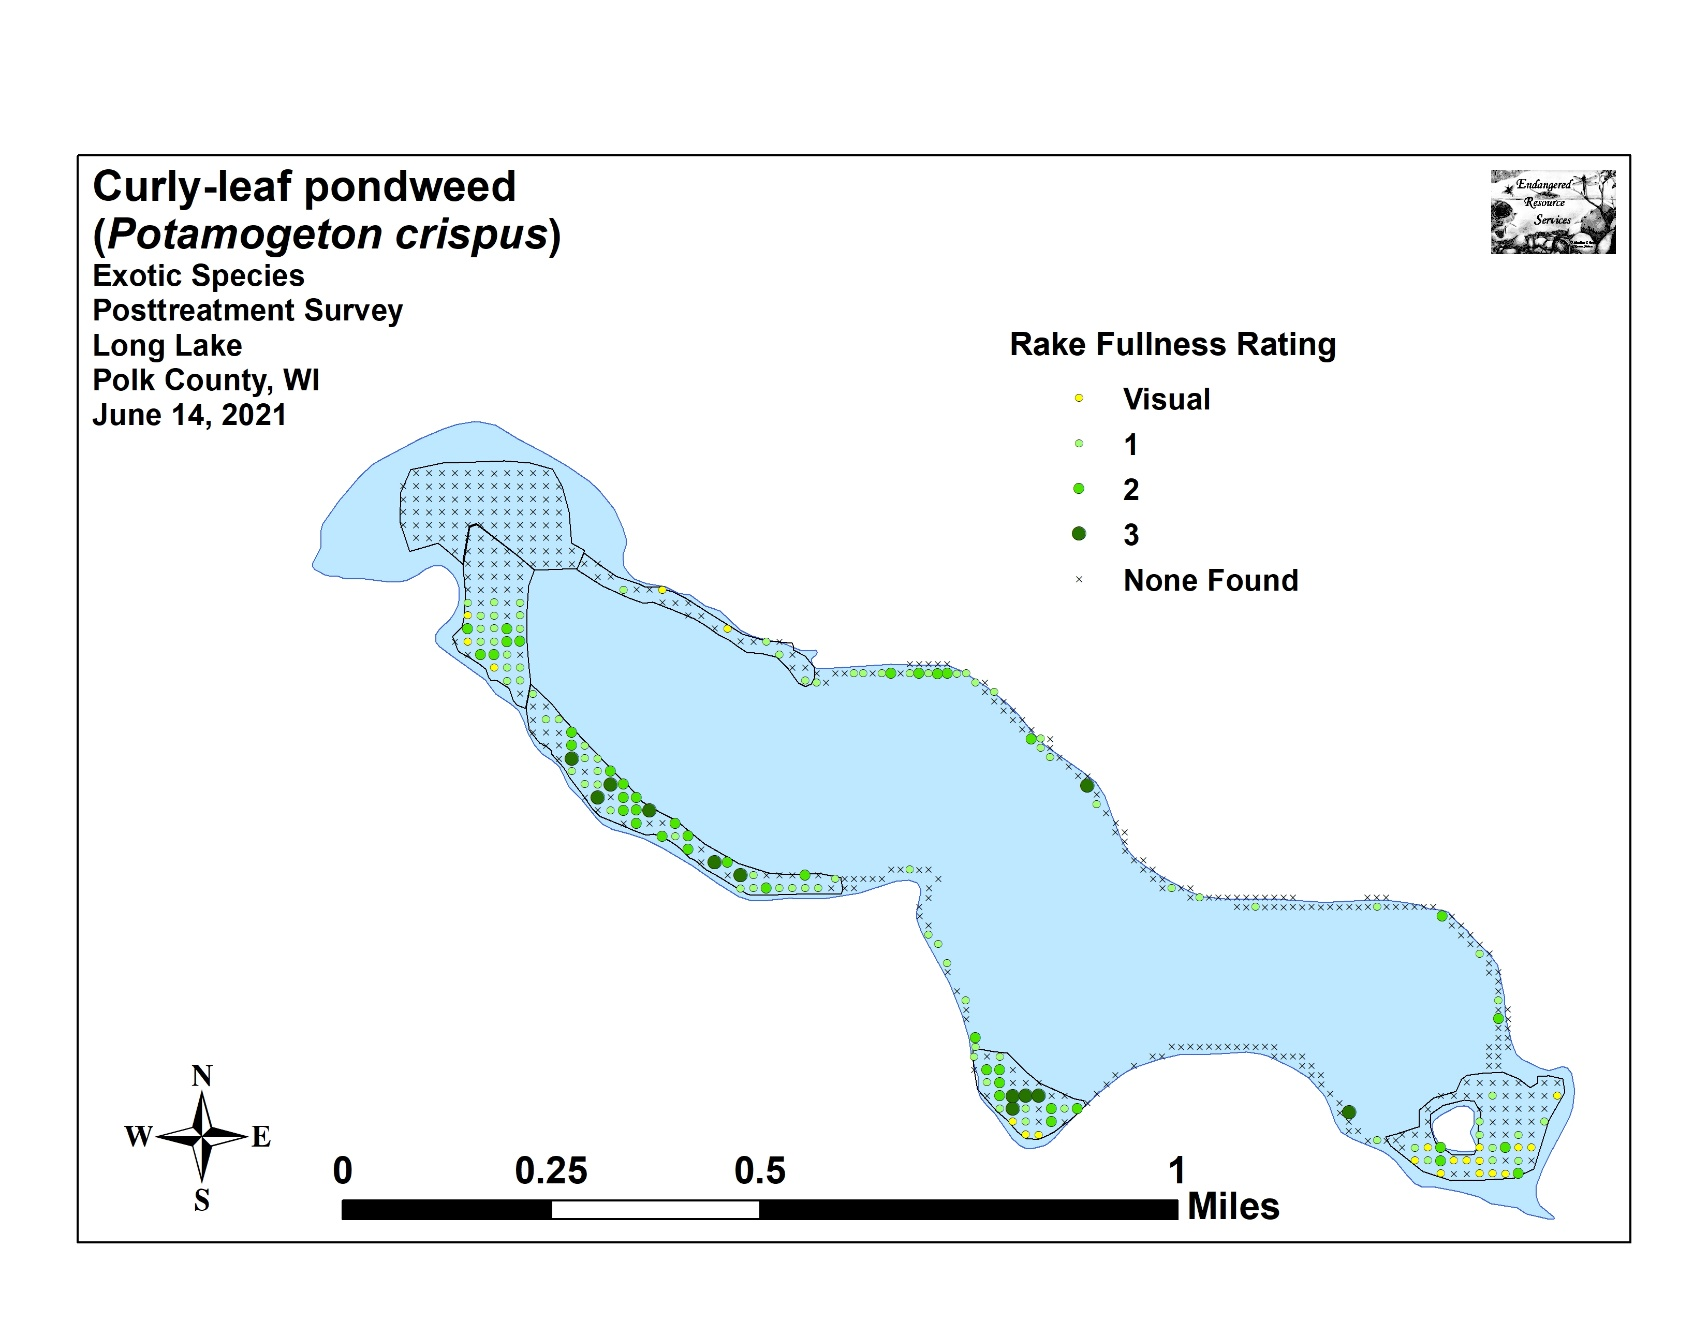 Curly-leaf pondweed
(Potamogeton crispus)
Exotic Species
Posttreatment Survey
Long Lake
Polk County, WI
June 14, 2021
Endangered
Resource
Services
Rake Fullness Rating
Visual
1
2
3
None Found
N
W E
S
0 0.25 0.5 1
Miles